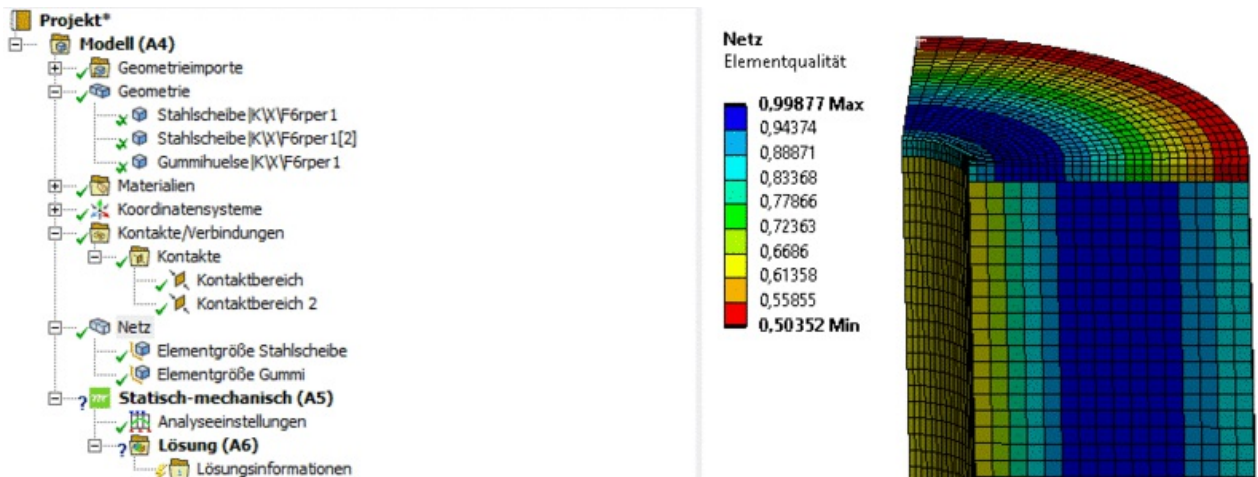 Projekt*
Modell (A4)
Geometrieimporte
Geometrie
Stahlscheibe|K\X\F6rper1
Stahlscheibe|K\X\F6rper1[2]
Gummihuelse|K\X\F6rper1
Materialien
Koordinatensysteme
Kontakte/Verbindungen
Kontakte
Kontaktbereich
Kontaktbereich 2
Netz
Elementgröße Stahlscheibe
Elementgröße Gummi
Statisch-mechanisch (A5)
Analyseeinstellungen
Lösung (A6)
Lösungsinformationen
Netz
Elementqualität
0,99877 Max
0,94374
0,88871
0,83368
0,77866
0,72363
0,6686
0,61358
0,55855
0,50352 Min